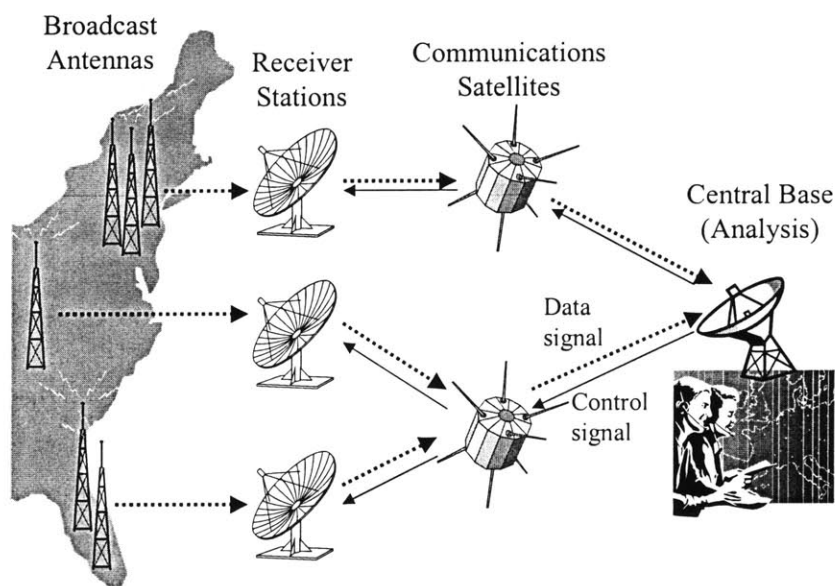 Broadcast
Antennas
Receiver
Stations
Communications
Satellites
Central Base
(Analysis)
Data
signal
Control
signal